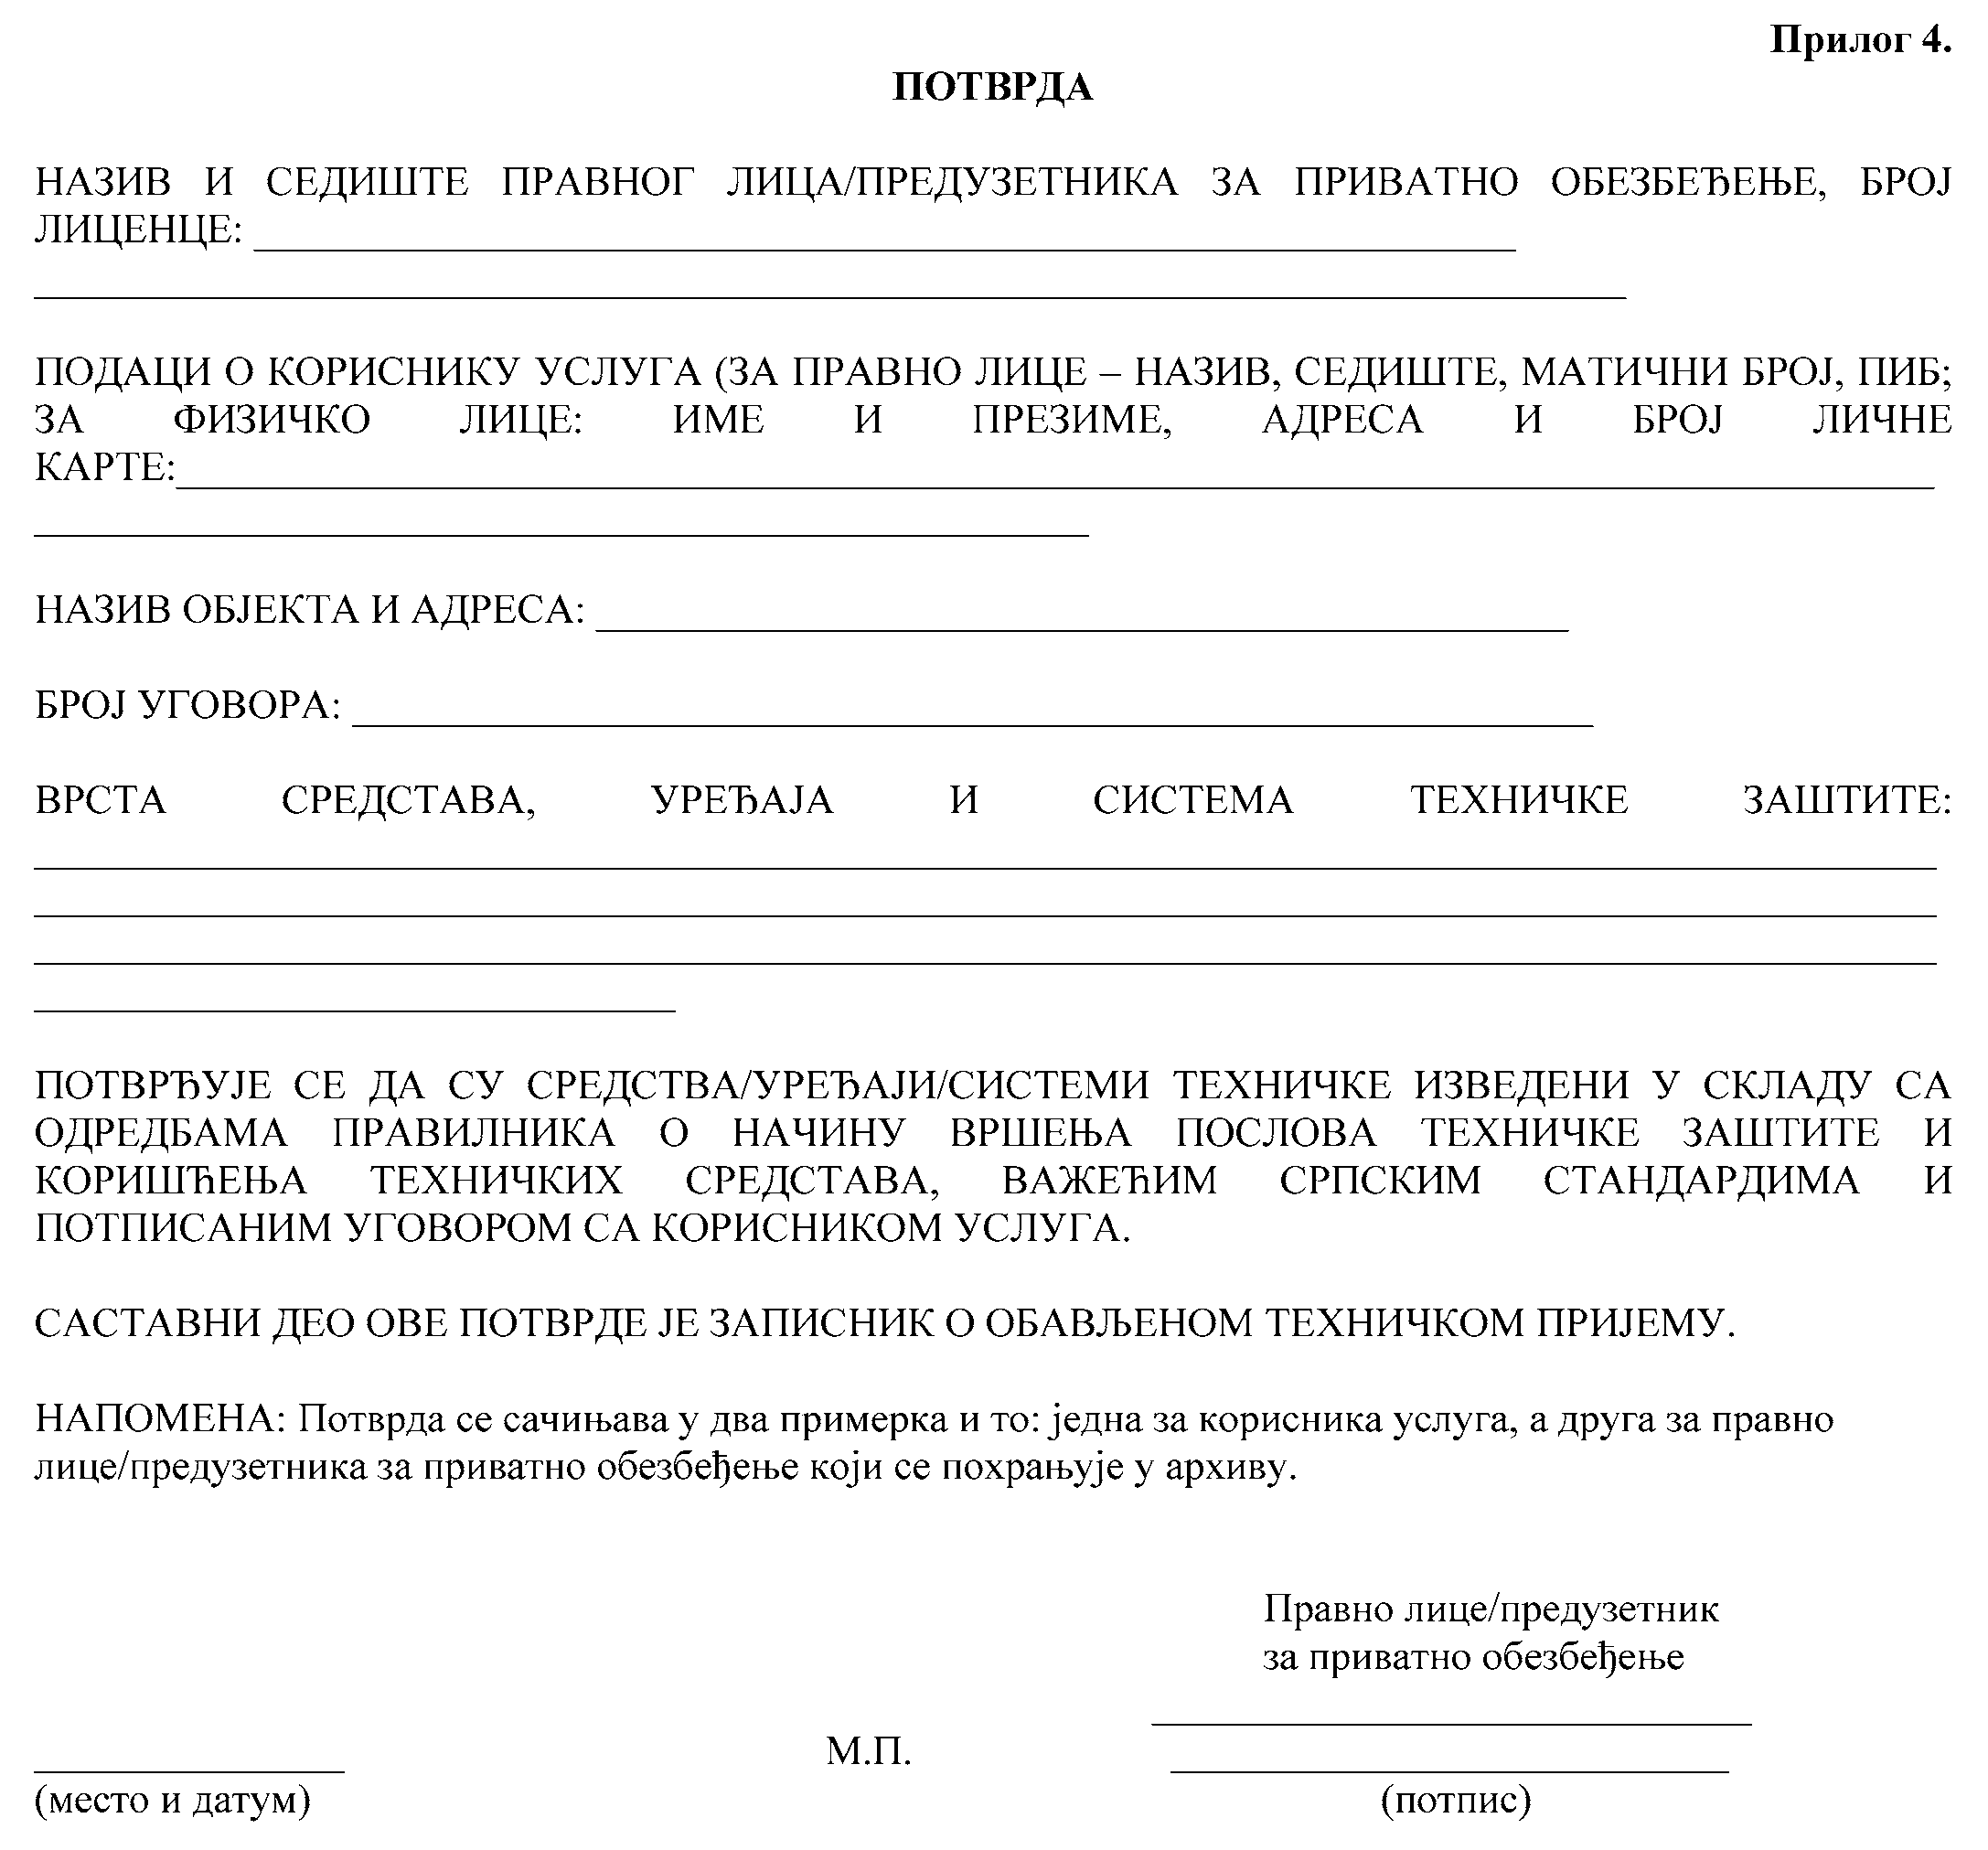 Прилог 4.
ПОТВРДА
НАЗИВ И СЕДИШТЕ ПРАВНОГ ЛИЦА/ПРЕДУЗЕТНИКА ЗА ПРИВАТНО ОБЕЗБЕЂЕЊЕ, БРОЈ
ЛИЦЕНЦЕ:
ПОДАЦИ О КОРИСНИКУ УСЛУГА (ЗА ПРАВНО ЛИЦЕ – НАЗИВ, СЕДИШТЕ, МАТИЧНИ БРОЈ, ПИБ;
ЗА ФИЗИЧКО ЛИЦЕ: ИМЕ И ПРЕЗИМЕ, АДРЕСА И БРОЈ ЛИЧНЕ
КАРТЕ:
НАЗИВ ОБЈЕКТА И АДРЕСА:
БРОЈ УГОВОРА:
ВРСТА СРЕДСТАВА, УРЕЂАЈА И СИСТЕМА ТЕХНИЧКЕ ЗАШТИТЕ:
ПОТВРЂУЈЕ СЕ ДА СУ СРЕДСТВА/УРЕЂАЈИ/СИСТЕМИ ТЕХНИЧКЕ ИЗВЕДЕНИ У СКЛАДУ СА
ОДРЕДБАМА ПРАВИЛНИКА О НАЧИНУ ВРШЕЊА ПОСЛОВА ТЕХНИЧКЕ ЗАШТИТЕ И
КОРИШЋЕЊА ТЕХНИЧКИХ СРЕДСТАВА, ВАЖЕЋИМ СРПСКИМ СТАНДАРДИМА И
ПОТПИСАНИМ УГОВОРОМ СА КОРИСНИКОМ УСЛУГА.
САСТАВНИ ДЕО ОВЕ ПОТВРДЕ ЈЕ ЗАПИСНИК О ОБАВЉЕНОМ ТЕХНИЧКОМ ПРИЈЕМУ.
НАПОМЕНА: Потврда се сачињава у два примерка и то: једна за корисника услуга, а друга за правно
лице/предузетника за приватно обезбеђење који се похрањује у архиву.
Правно лице/предузетник
за приватно обезбеђење
М.П.
(место и датум) (потпис)